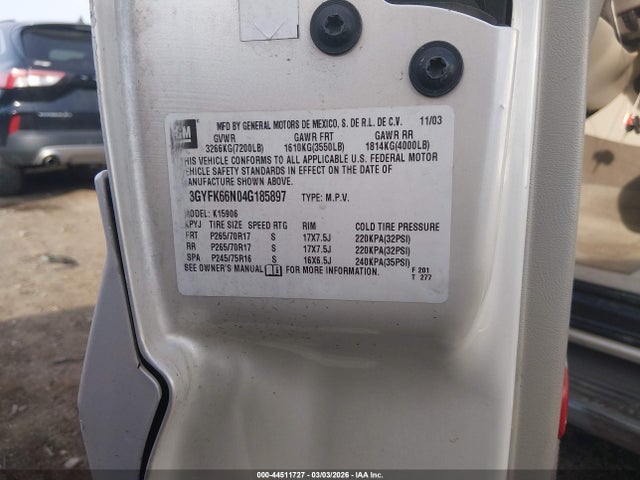 GM MFD BY GENERAL MOTORS DE MEXICO, S. DE R.L. DE C.V. 11/03
GVWR GAWR FRT GAWR RR
3266KG(7200LB) 1610KG(3550LB) 1814KG(4000LB)
THIS VEHICLE CONFORMS TO ALL APPLICABLE U.S. FEDERAL MOTOR
VEHICLE SAFETY STANDARDS IN EFFECT ON THE DATE OF
MANUFACTURE SHOWN ABOVE.
3GYFK66N04G185897 TYPE: M.P.V.
MODEL: K15906
KPYJ TIRE SIZE SPEED RTG RIM COLD TIRE PRESSURE
FRT P265/70R17 S 17X7.5J 220KPA(32PSI)
RR P265/70R17 S 17X7.5J 220KPA(32PSI)
SPA P245/75R16 S 16X6.5J 240KPA(35PSI)
SEE OWNER'S MANUAL FOR MORE INFORMATION.
F 201
T 277
000-44511727 - 03/03/2026 - IAA Inc.